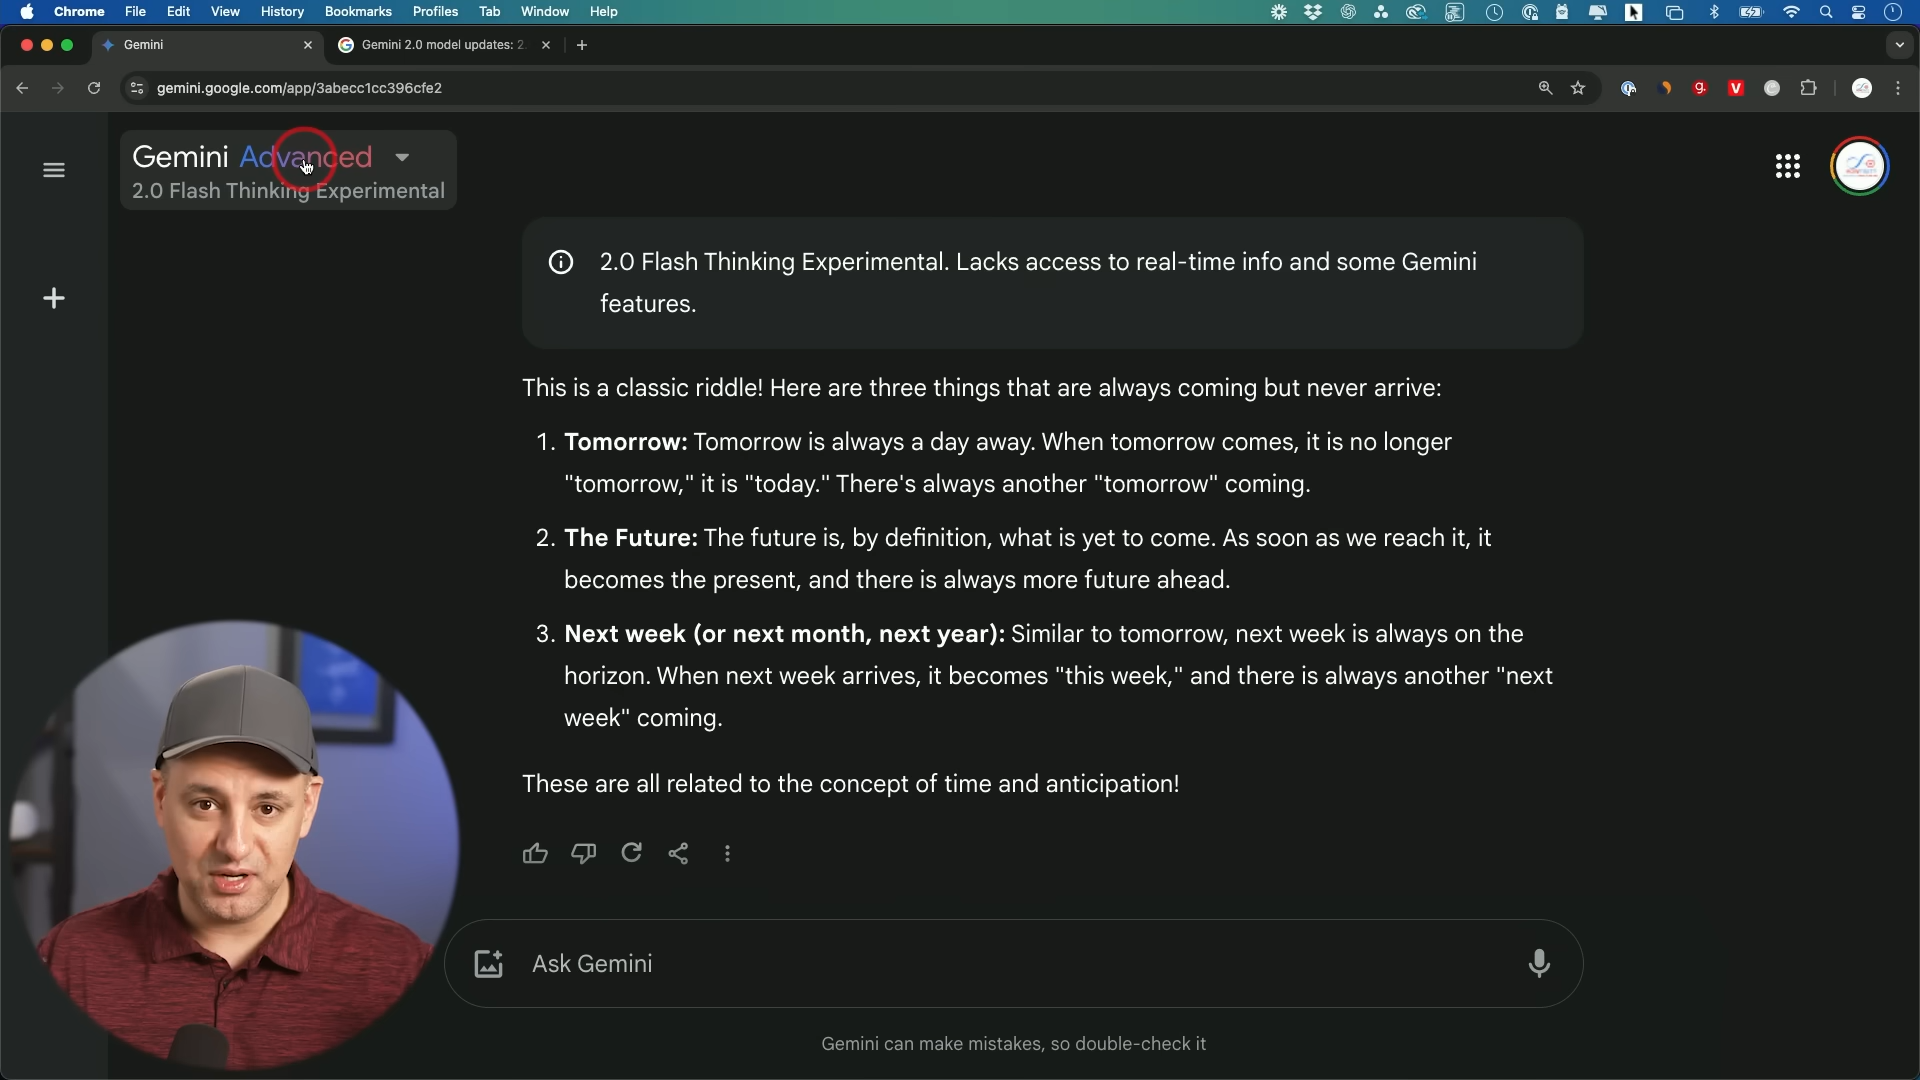 Chrome File Edit View History Bookmarks Profiles Tab Window Help
Gemini
Gemini 2.0 model updates: 2
gemini.google.com/app/3abecc1cc396cfe2
Gemini Advanced
2.0 Flash Thinking Experimental
2.0 Flash Thinking Experimental. Lacks access to real-time info and some Gemini
features.
This is a classic riddle! Here are three things that are always coming but never arrive:
1. Tomorrow: Tomorrow is always a day away. When tomorrow comes, it is no longer
"tomorrow," it is "today." There's always another "tomorrow" coming.
2. The Future: The future is, by definition, what is yet to come. As soon as we reach it, it
becomes the present, and there is always more future ahead.
3. Next week (or next month, next year): Similar to tomorrow, next week is always on the
horizon. When next week arrives, it becomes "this week," and there is always another "next
week" coming.
These are all related to the concept of time and anticipation!
Ask Gemini
Gemini can make mistakes, so double-check it